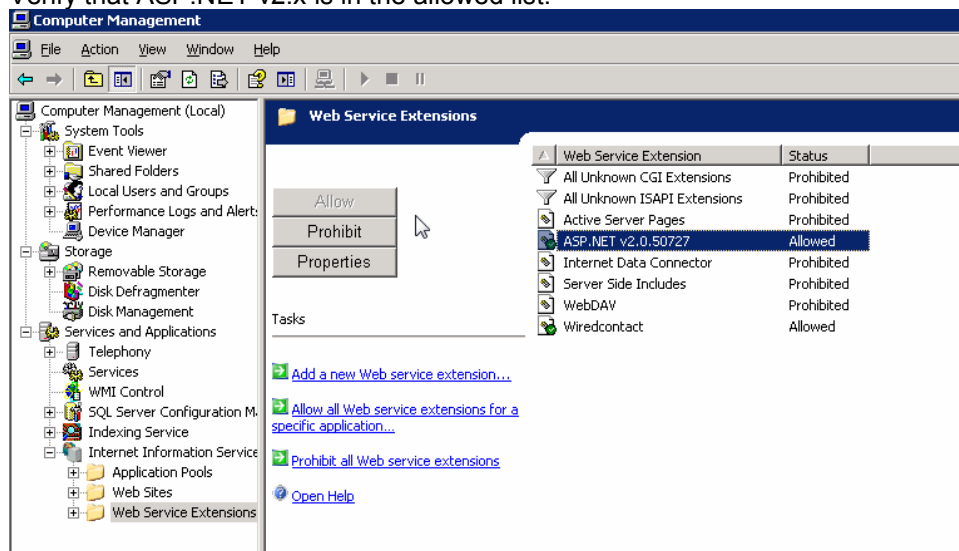 Verify that ASP.NET v2.x is in the allowed list.
Computer Management
File Action View Window Help
Computer Management (Local)
System Tools
Event Viewer
Shared Folders
Local Users and Groups
Performance Logs and Alert
Device Manager
Storage
Removable Storage
Disk Defragmenter
Disk Management
Services and Applications
Telephony
Services
WMI Control
SQL Server Configuration M
Indexing Service
Internet Information Service
Application Pools
Web Sites
Web Service Extensions
Web Service Extensions
Allow
Prohibit
Properties
Tasks
Add a new Web service extension...
Allow all Web service extensions for a
specific application...
Prohibit all Web service extensions
Open Help
Web Service Extension Status
All Unknown CGI Extensions Prohibited
All Unknown ISAPI Extensions Prohibited
Active Server Pages Prohibited
ASP.NET v2.0.50727 Allowed
Internet Data Connector Prohibited
Server Side Includes Prohibited
WebDAV Prohibited
Wiredcontact Allowed